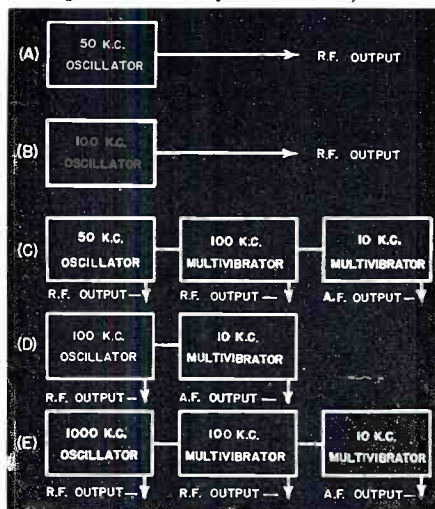 (A) 50 K.C. OSCILLATOR R.F. OUTPUT
(B) 100 K.C. OSCILLATOR R.F. OUTPUT
(C) 50 K.C. OSCILLATOR 100 K.C. MULTIVIBRATOR 10 K.C. MULTIVIBRATOR
R.F. OUTPUT R.F. OUTPUT A.F. OUTPUT
(D) 100 K.C. OSCILLATOR 10 K.C. MULTIVIBRATOR
R.F. OUTPUT A.F. OUTPUT
(E) 1000 K.C. OSCILLATOR 100 K.C. MULTIVIBRATOR 10 K.C. MULTIVIBRATOR
R.F. OUTPUT R.F. OUTPUT A.F. OUTPUT